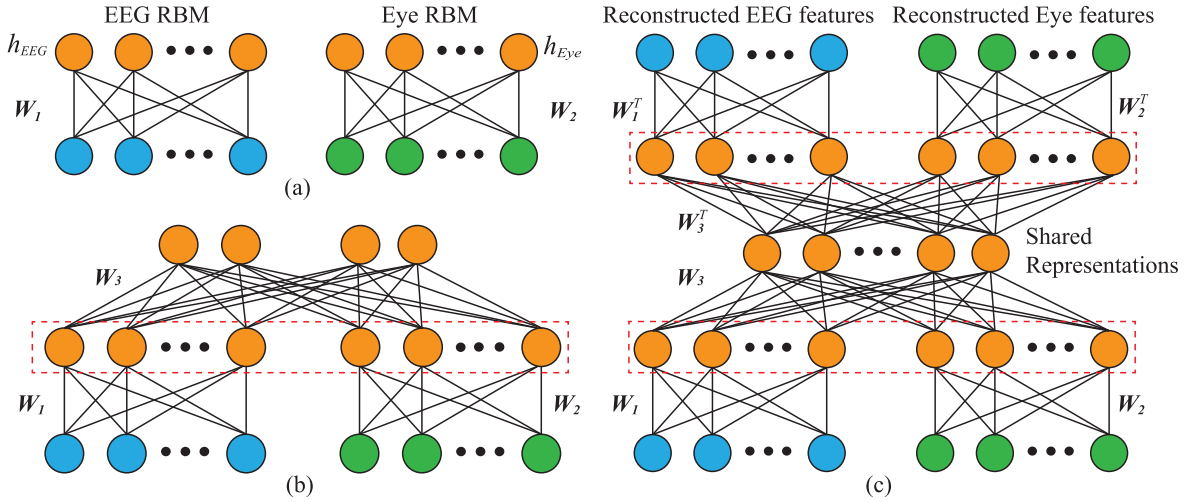 EEG RBM
Eye RBM
h_EEG
h_Eye
W_1
W_2
(a)
W_3
W_1
W_2
(b)
Reconstructed EEG features
Reconstructed Eye features
W_1^T
W_2^T
W_3^T
Shared
Representations
W_3
W_1
W_2
(c)